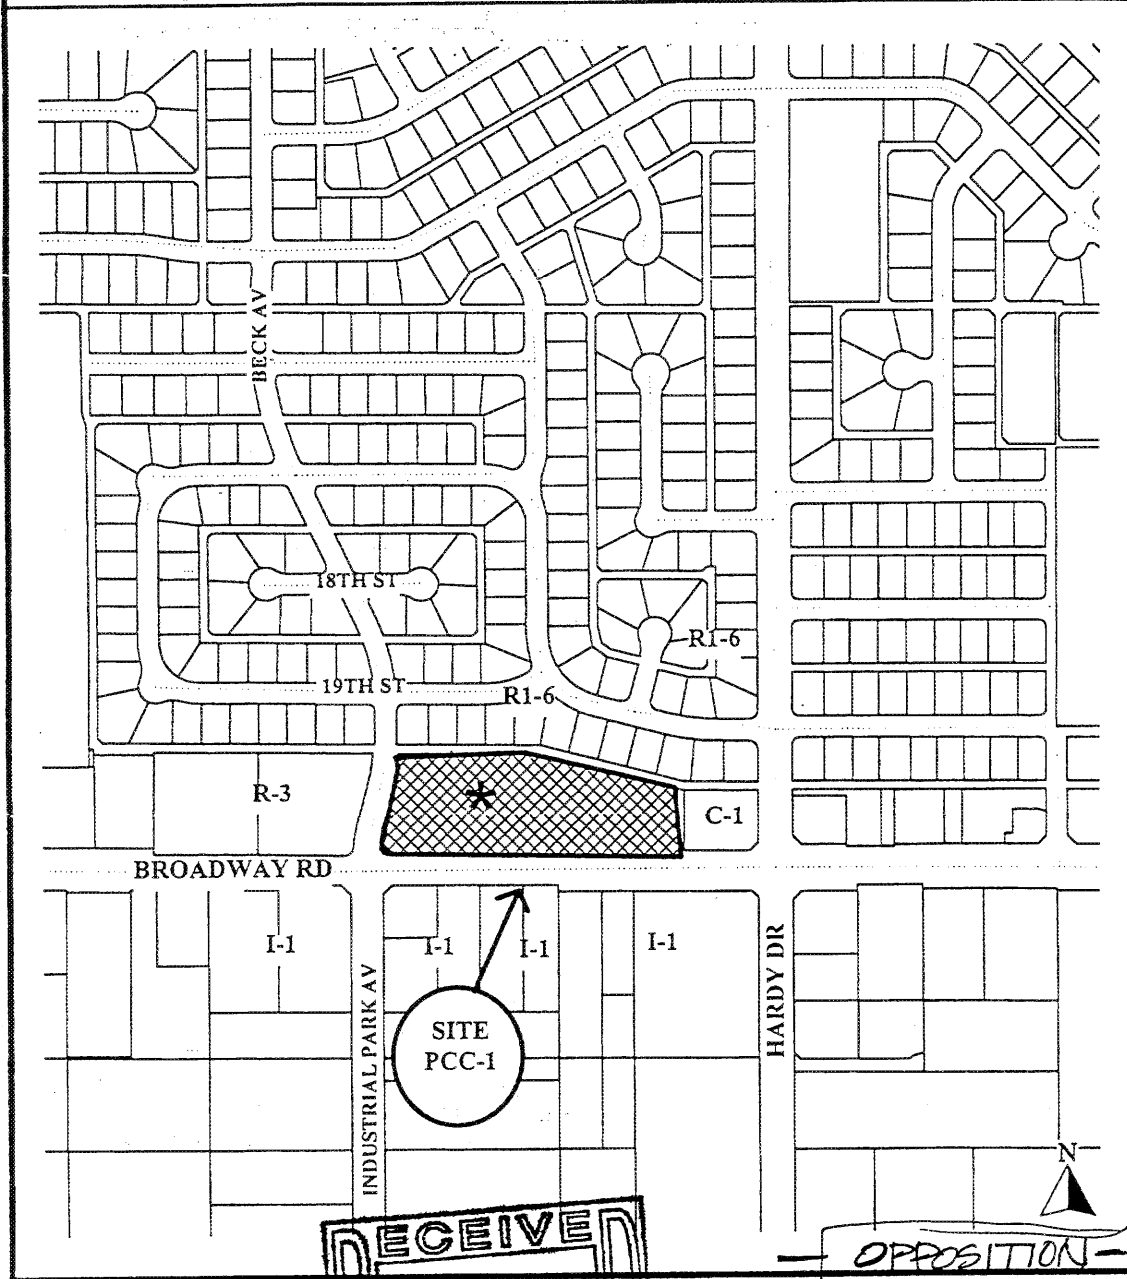 BECK AV
18TH ST
R1-6
19TH ST
R1-6
R-3
*
C-1
BROADWAY RD
I-1
I-1
I-1
I-1
INDUSTRIAL PARK AV
HARDY DR
SITE
PCC-1
N
RECEIVED
— OPPOSITION —